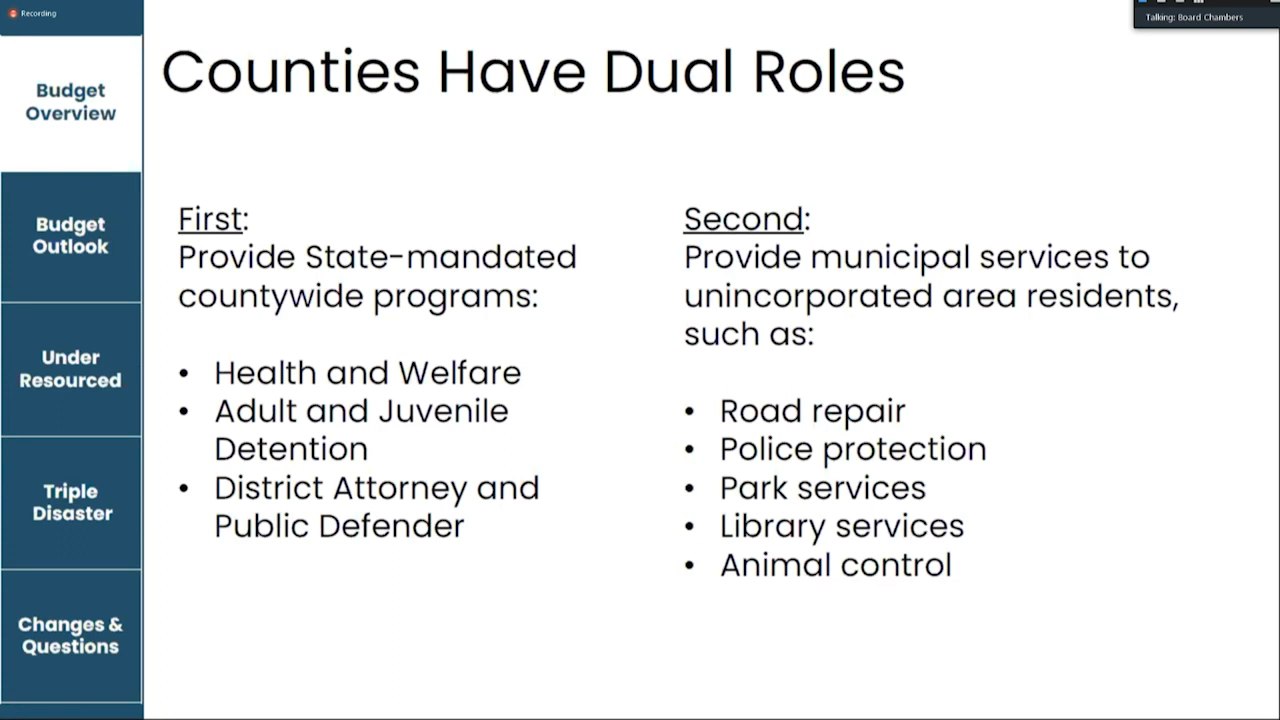 Recording
Talking: Board Chambers
Budget
Overview
Budget
Outlook
Under
Resourced
Triple
Disaster
Changes &
Questions
Counties Have Dual Roles
First:
Provide State-mandated
countywide programs:
• Health and Welfare
• Adult and Juvenile
Detention
• District Attorney and
Public Defender
Second:
Provide municipal services to
unincorporated area residents,
such as:
• Road repair
• Police protection
• Park services
• Library services
• Animal control